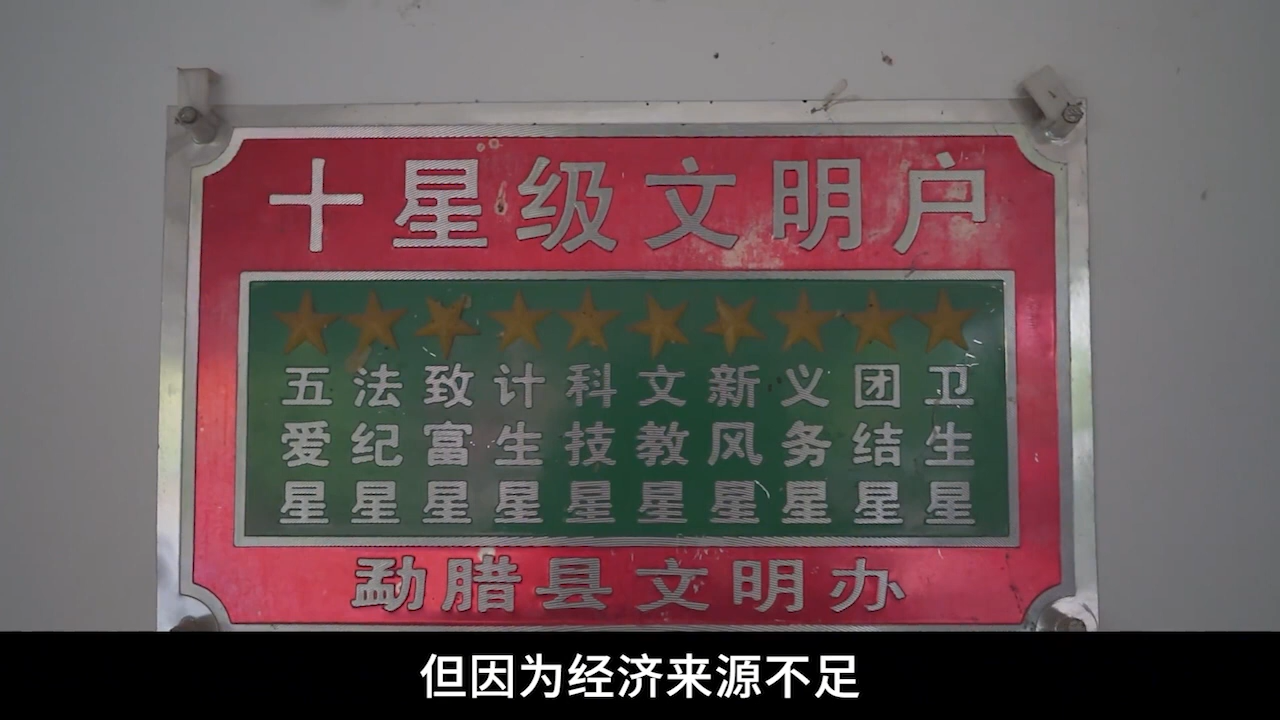 十星级文明户
五法致计科文新义团卫
爱纪富生技教风务结生
星星星星星星星星星星
勐腊县文明办
但因为经济来源不足